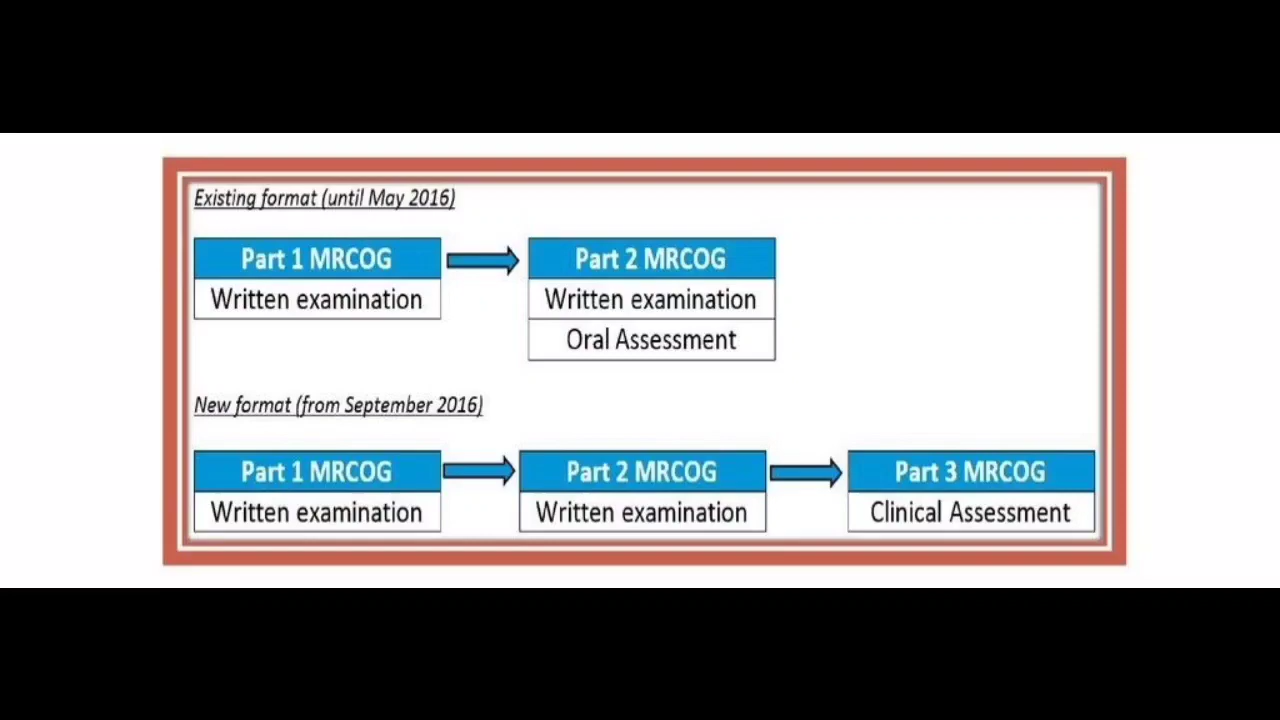 Existing format (until May 2016)
Part 1 MRCOG
Written examination
Part 2 MRCOG
Written examination
Oral Assessment
New format (from September 2016)
Part 1 MRCOG
Written examination
Part 2 MRCOG
Written examination
Part 3 MRCOG
Clinical Assessment